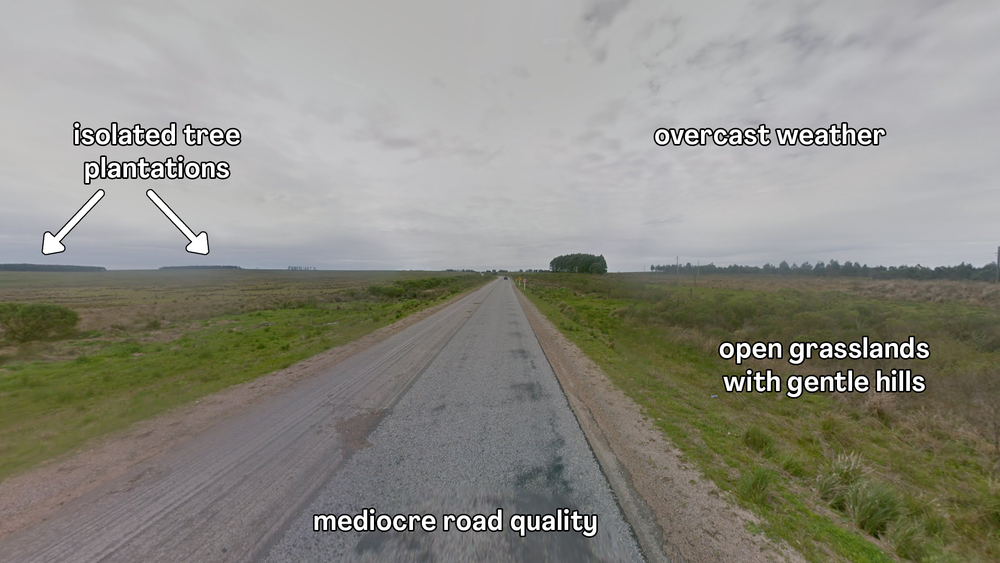 isolated tree
plantations
overcast weather
open grasslands
with gentle hills
mediocre road quality